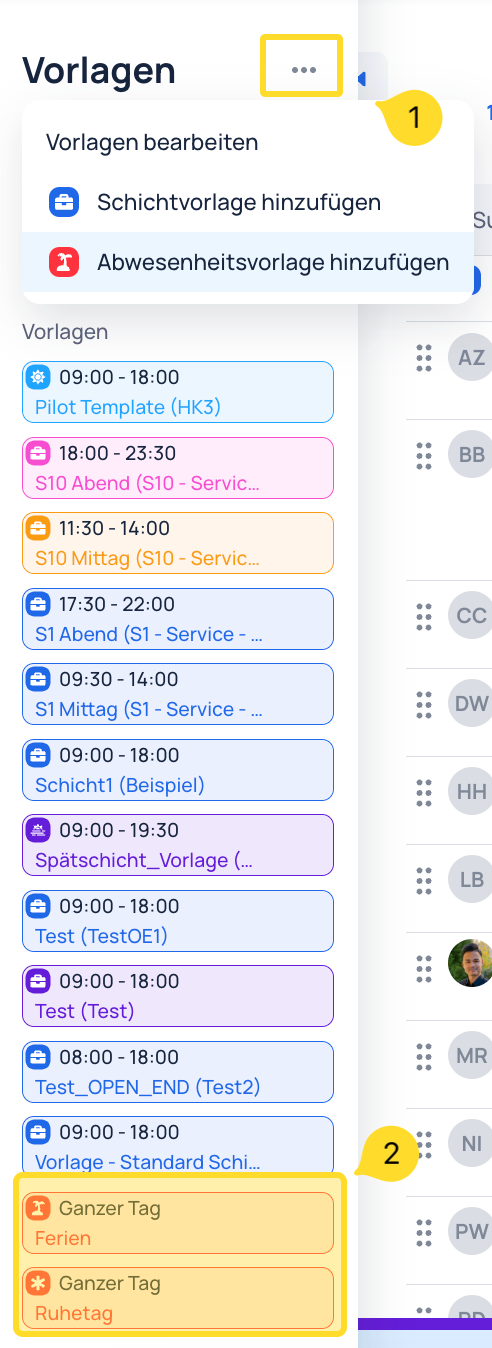 Vorlagen
1
Vorlagen bearbeiten
Schichtvorlage hinzufügen
Abwesenheitsvorlage hinzufügen
Vorlagen
09:00 - 18:00
Pilot Template (HK3)
18:00 - 23:30
S10 Abend (S10 - Servic...
11:30 - 14:00
S10 Mittag (S10 - Servic...
17:30 - 22:00
S1 Abend (S1 - Service - ...
09:30 - 14:00
S1 Mittag (S1 - Service - ...
09:00 - 18:00
Schicht1 (Beispiel)
09:00 - 19:30
Spätschicht_Vorlage (...
09:00 - 18:00
Test (TestOE1)
09:00 - 18:00
Test (Test)
08:00 - 18:00
Test_OPEN_END (Test2)
09:00 - 18:00
Vorlage - Standard Schi...
2
Ganzer Tag
Ferien
Ganzer Tag
Ruhetag
Su
AZ
BB
CC
DW
HH
LB
MR
NI
PW